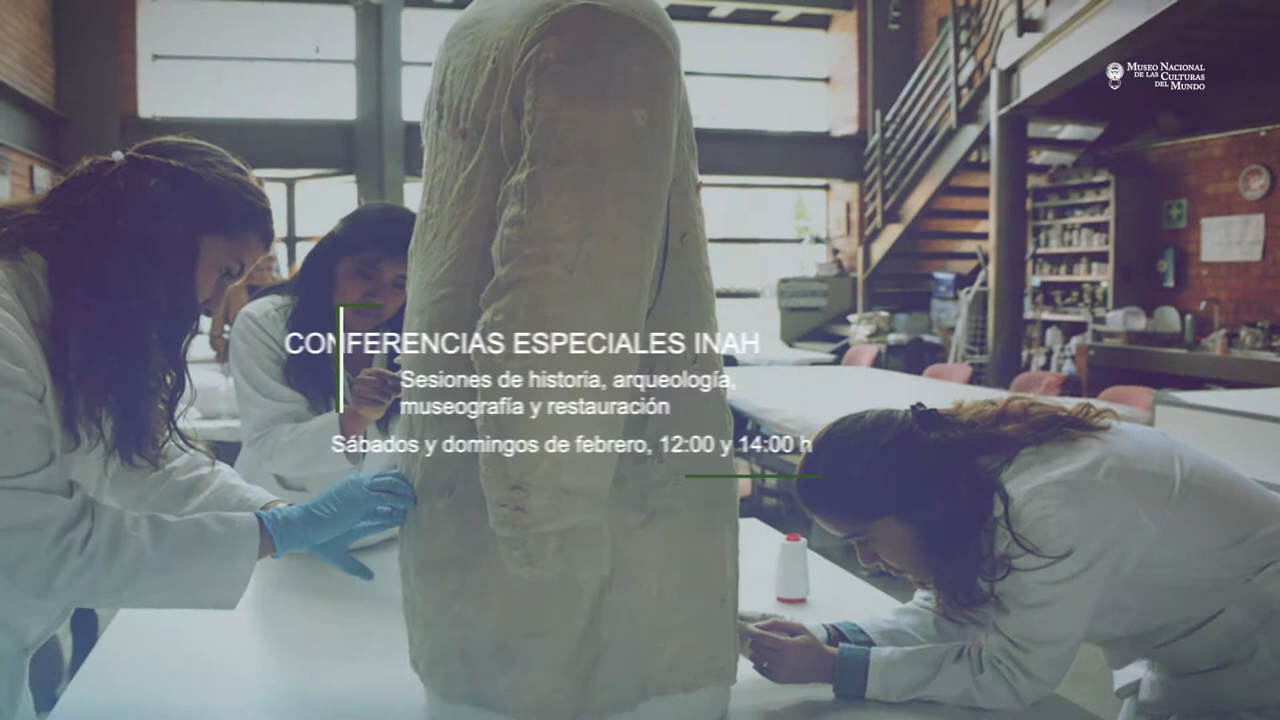 MUSEO NACIONAL
DE LAS CULTURAS
DEL MUNDO
CONFERENCIAS ESPECIALES INAH
Sesiones de historia, arqueología,
museografía y restauración
Sábados y domingos de febrero, 12:00 y 14:00 h